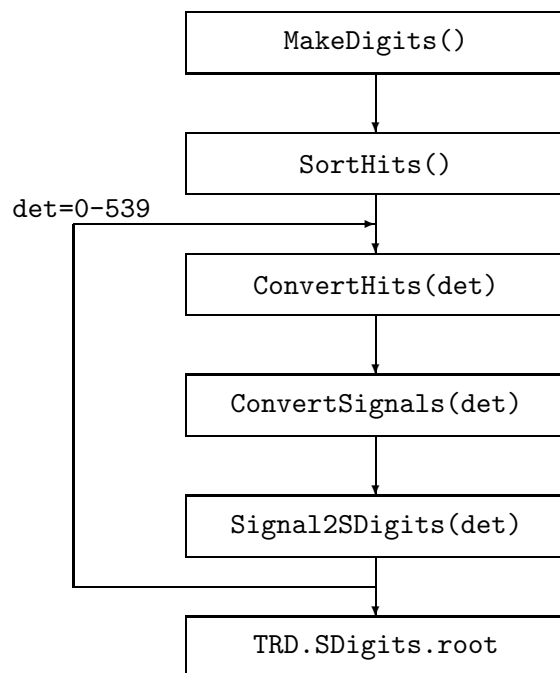 MakeDigits()
SortHits()
det=0-539
ConvertHits(det)
ConvertSignals(det)
Signal2SDigits(det)
TRD.SDigits.root